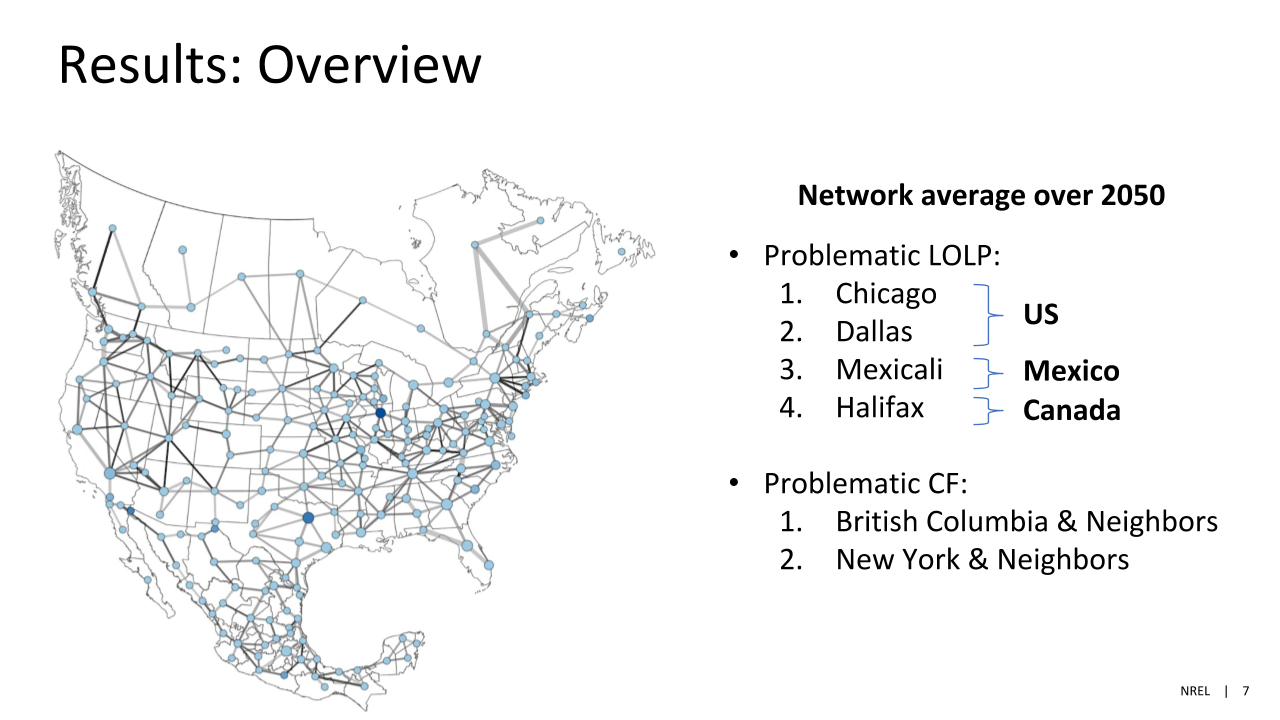 Results: Overview
Network average over 2050
• Problematic LOLP:
1. Chicago
2. Dallas
US
3. Mexicali
Mexico
4. Halifax
Canada
• Problematic CF:
1. British Columbia & Neighbors
2. New York & Neighbors
NREL | 7